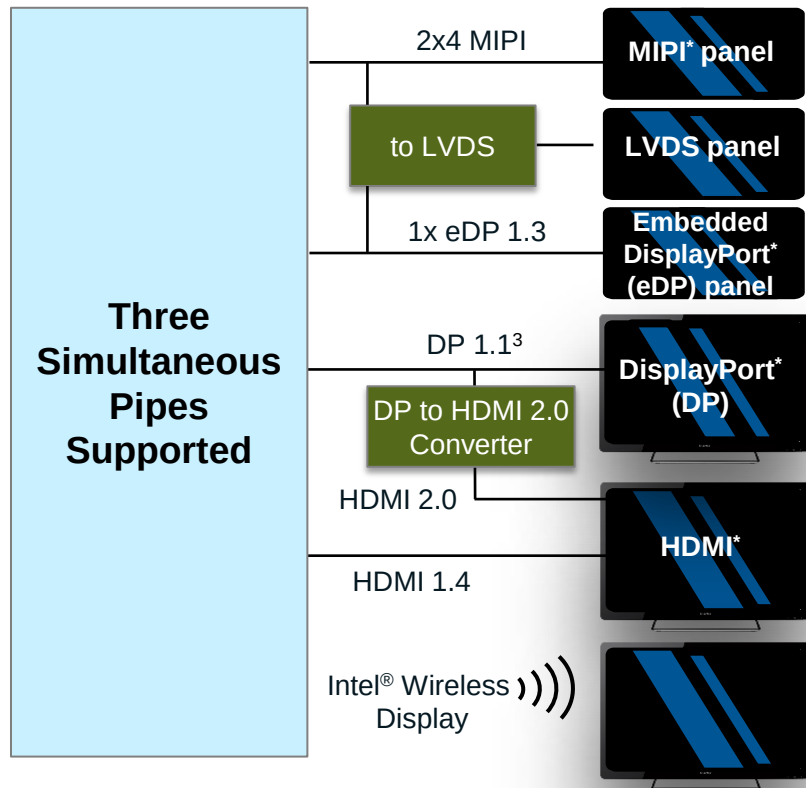 2x4 MIPI
MIPI* panel
to LVDS
LVDS panel
1x eDP 1.3
Embedded
DisplayPort*
(eDP) panel
Three
Simultaneous
Pipes
Supported
DP 1.1³
DisplayPort*
(DP)
DP to HDMI 2.0
Converter
HDMI 2.0
HDMI*
HDMI 1.4
Intel® Wireless
Display